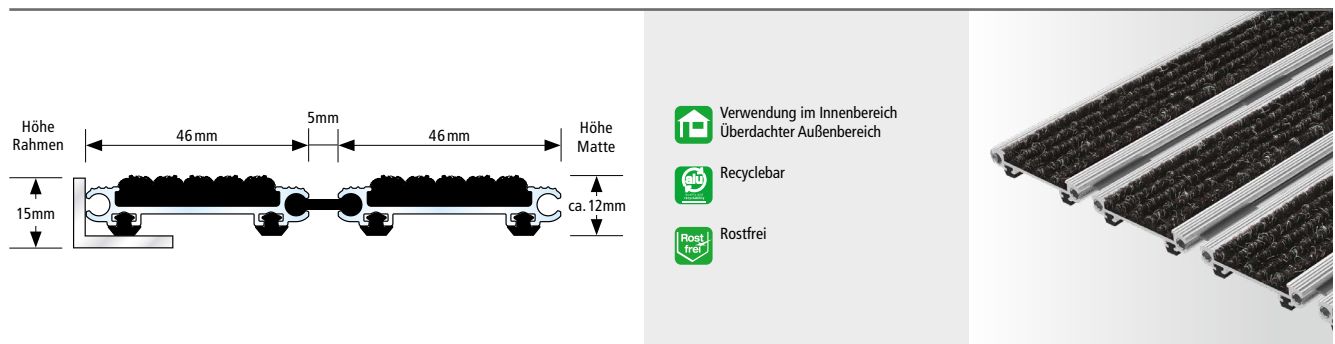 Höhe
Rahmen
46 mm
5mm
46 mm
Höhe
Matte
15mm
ca. 12mm
Verwendung im Innenbereich
Überdachter Außenbereich
alu
recyclability
Recyclebar
Rost
frei
Rostfrei